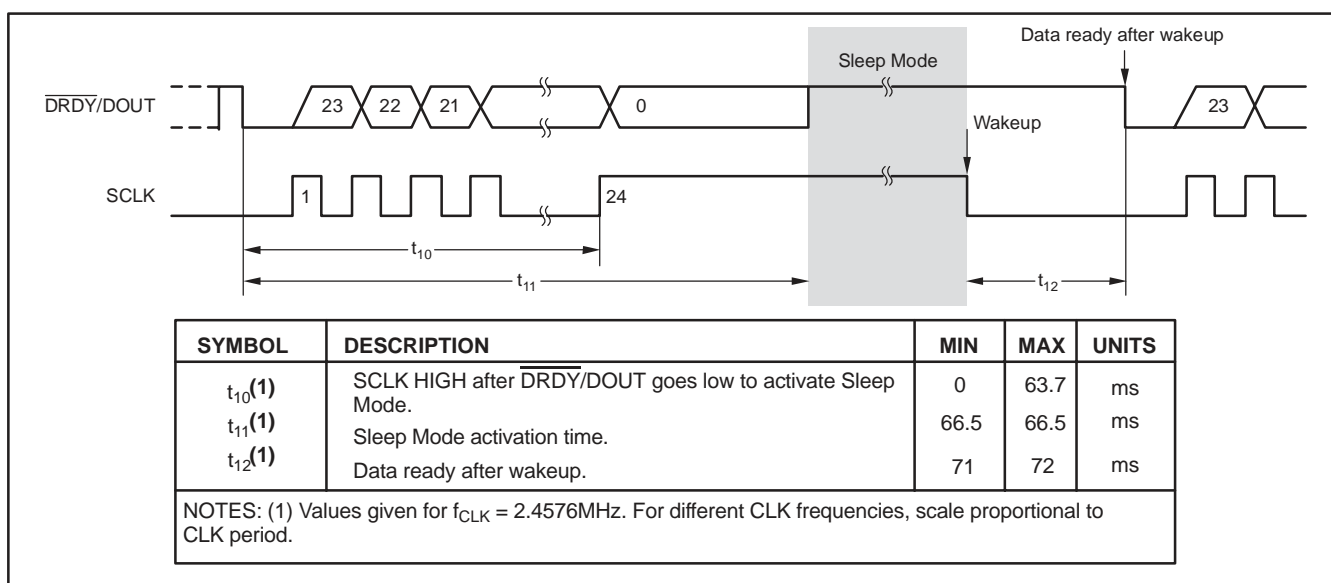 Data ready after wakeup
Sleep Mode
DRDY/DOUT
23 22 21 0 23
Wakeup
SCLK
1 24
t10
t11 t12
SYMBOL DESCRIPTION MIN MAX UNITS
t10(1) SCLK HIGH after DRDY/DOUT goes low to activate Sleep Mode. 0 63.7 ms
t11(1) Sleep Mode activation time. 66.5 66.5 ms
t12(1) Data ready after wakeup. 71 72 ms
NOTES: (1) Values given for fCLK = 2.4576MHz. For different CLK frequencies, scale proportional to
CLK period.